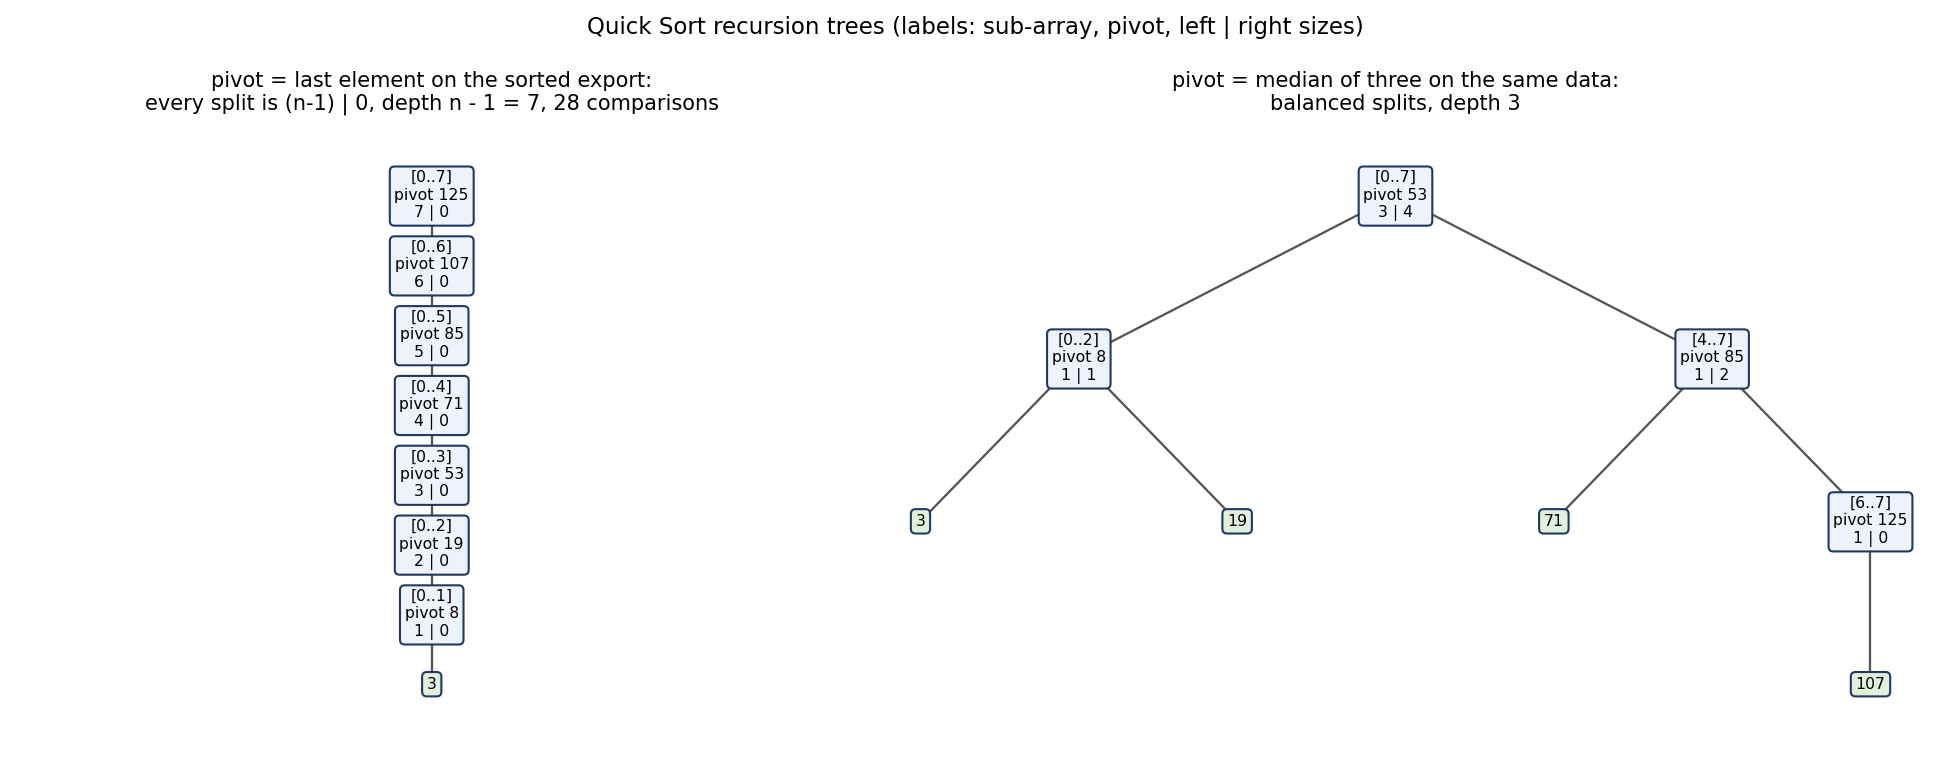 Quick Sort recursion trees (labels: sub-array, pivot, left | right sizes)
pivot = last element on the sorted export:
every split is (n-1) | 0, depth n - 1 = 7, 28 comparisons
[0..7]
pivot 125
7 | 0
[0..6]
pivot 107
6 | 0
[0..5]
pivot 85
5 | 0
[0..4]
pivot 71
4 | 0
[0..3]
pivot 53
3 | 0
[0..2]
pivot 19
2 | 0
[0..1]
pivot 8
1 | 0
3
pivot = median of three on the same data:
balanced splits, depth 3
[0..7]
pivot 53
3 | 4
[0..2]
pivot 8
1 | 1
[4..7]
pivot 85
1 | 2
3
19
71
[6..7]
pivot 125
1 | 0
107